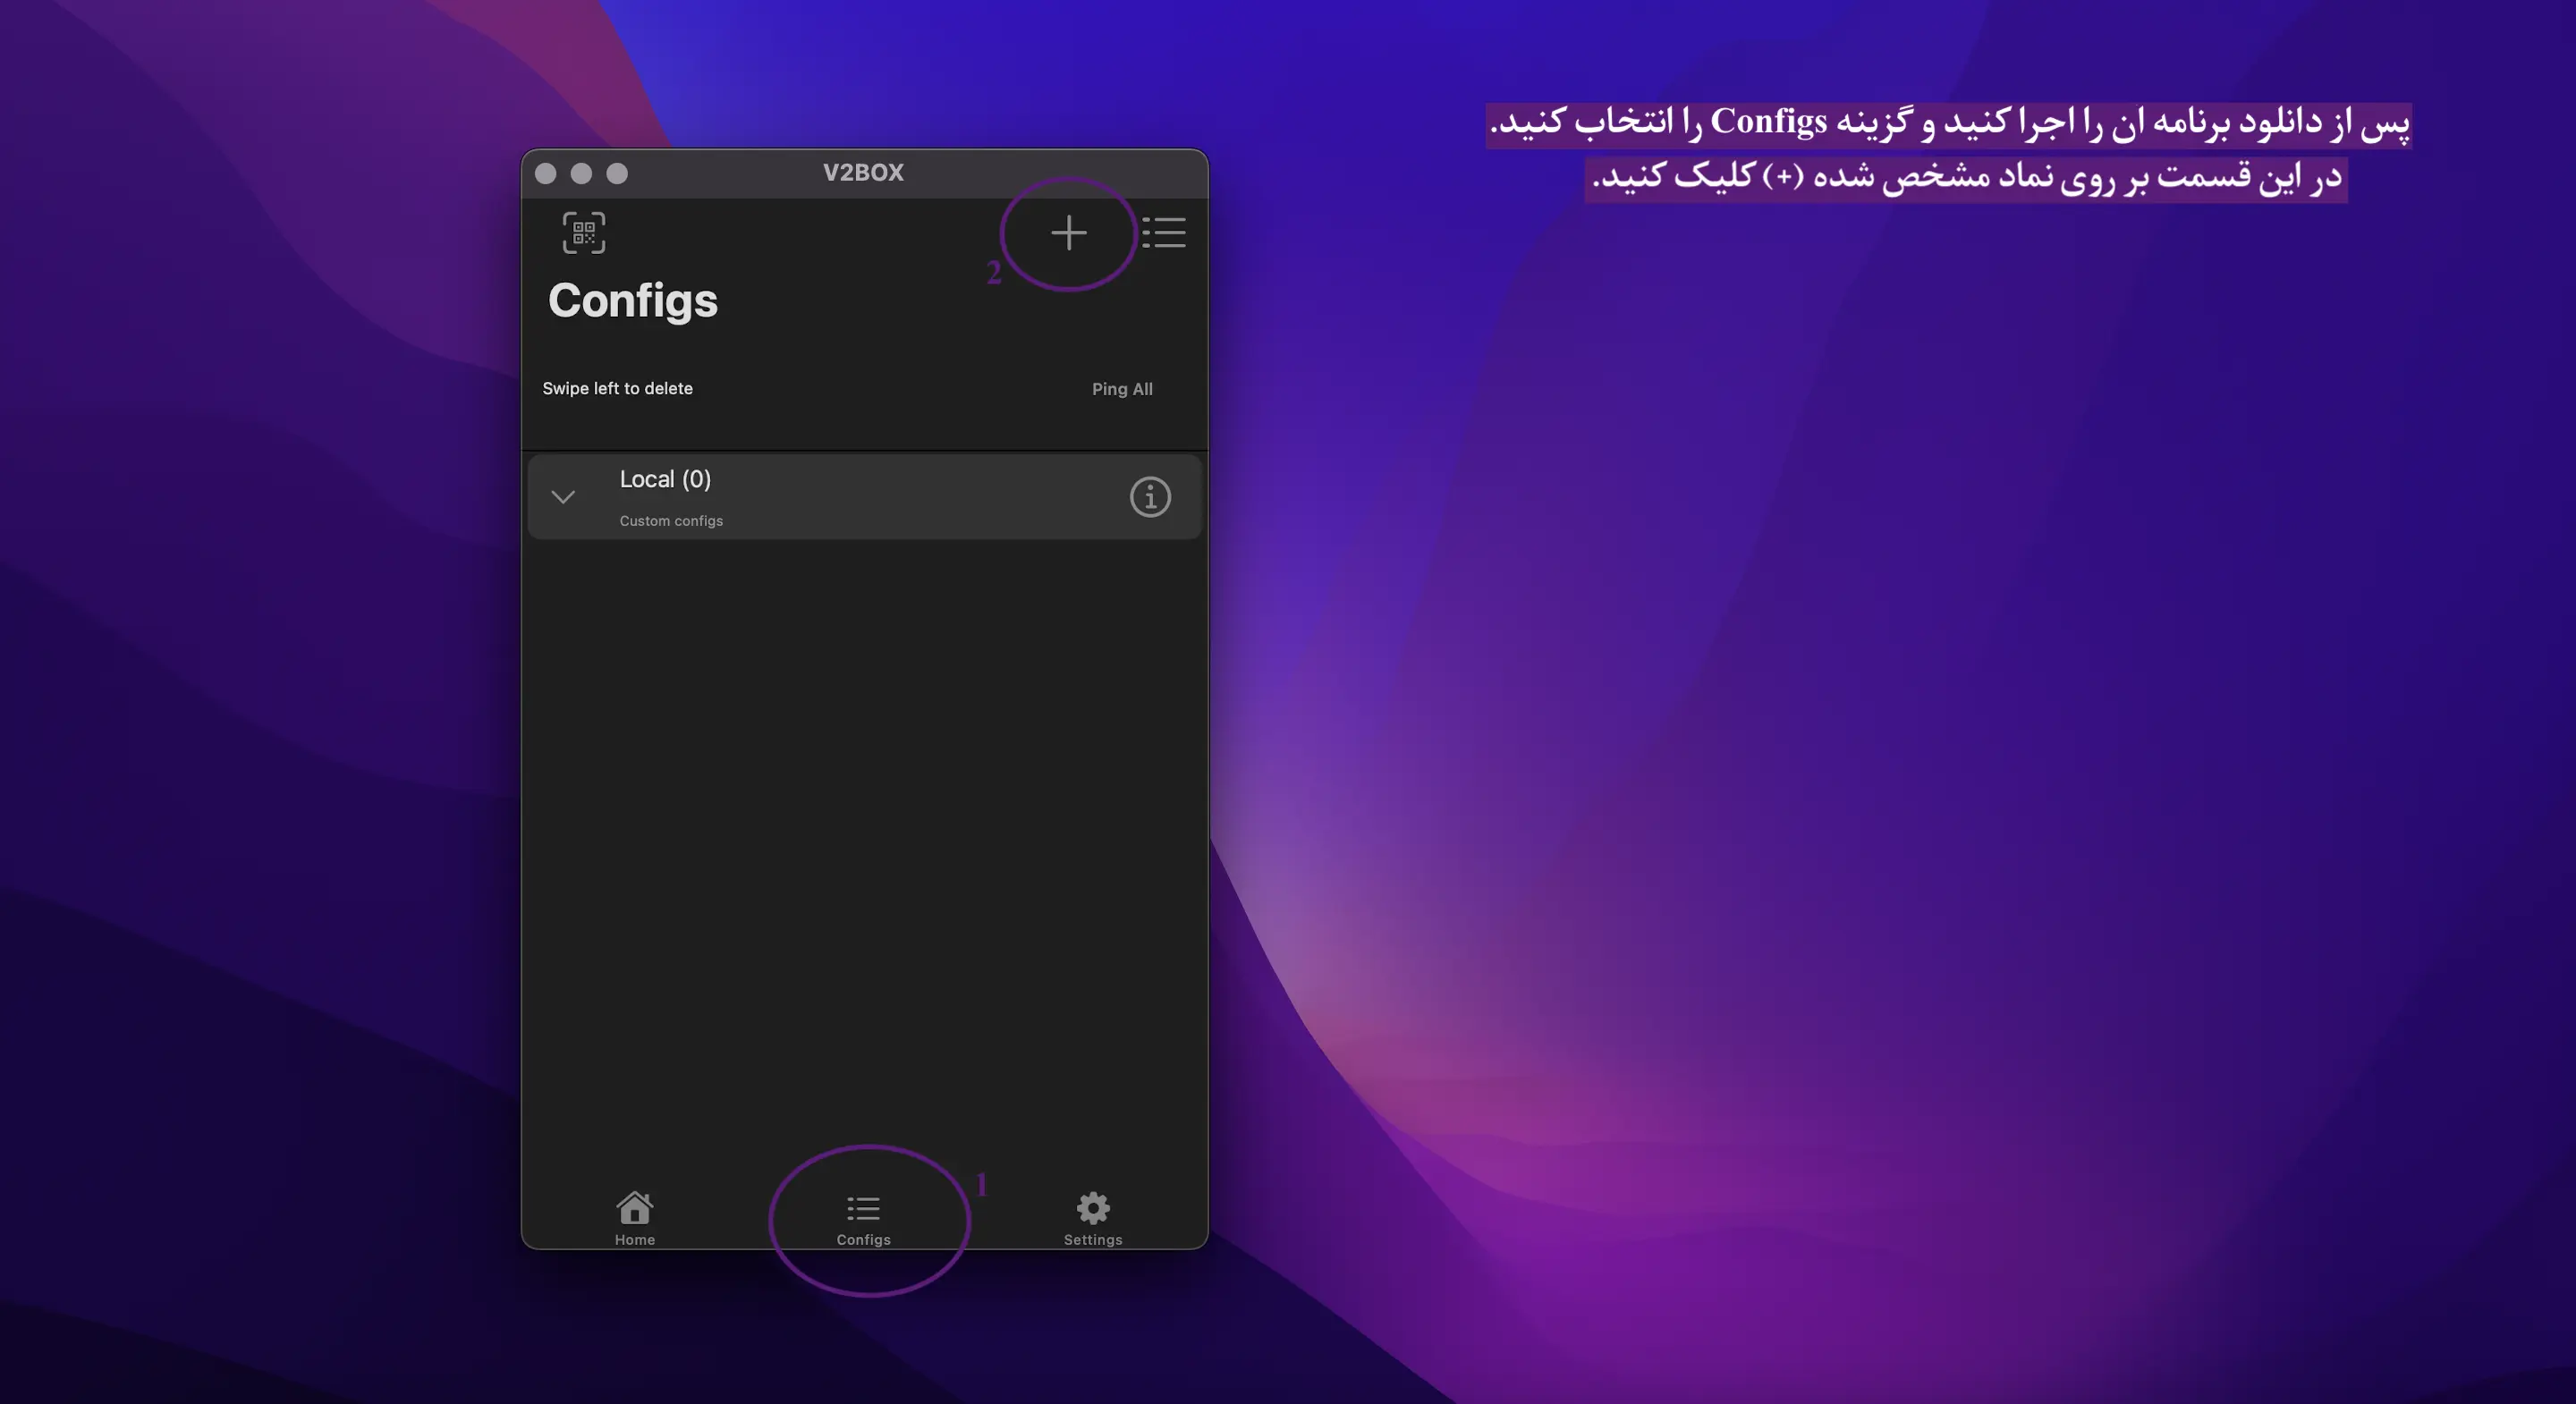 پس از دانلود برنامه ان را اجرا کنید و گزینه Configs را انتخاب کنید.
در این قسمت بر روی نماد مشخص شده (+) کلیک کنید.
V2BOX
2
Configs
Swipe left to delete
Ping All
Local (0)
Custom configs
1
Home
Configs
Settings